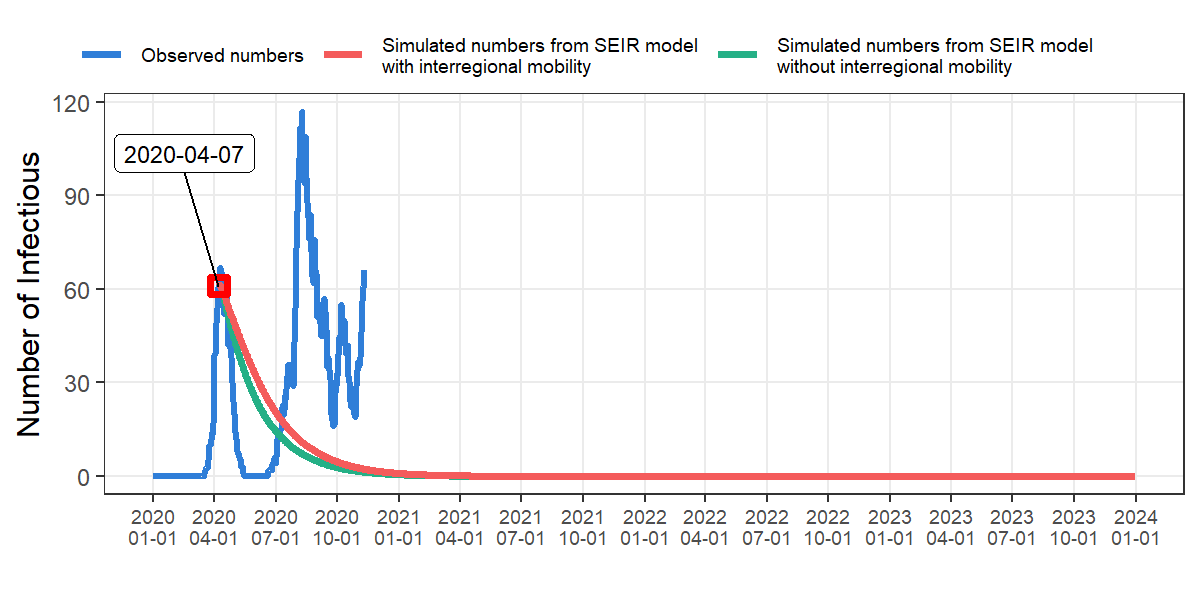 Observed numbers
Simulated numbers from SEIR model
with interregional mobility
Simulated numbers from SEIR model
without interregional mobility
Number of Infectious
120
90
60
30
0
2020-04-07
2020 2020 2020 2020 2021 2021 2021 2021 2022 2022 2022 2022 2023 2023 2023 2023 2024
01-01 04-01 07-01 10-01 01-01 04-01 07-01 10-01 01-01 04-01 07-01 10-01 01-01 04-01 07-01 10-01 01-01